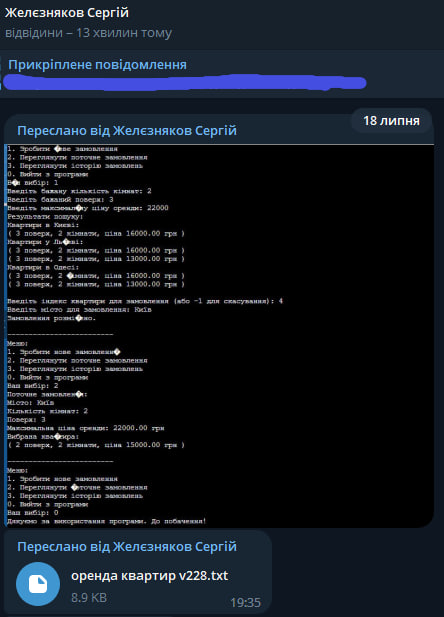 Желєзняков Сергій
відвідини – 13 хвилин тому
Прикріплене повідомлення
18 липня
Переслано від Желєзняков Сергій
1. Зробити �ове замовлення
2. Переглянути поточне замовлення
3. Переглянути історію замовлень
0. Вийти з програми
В�ш вибір: 1
Введіть бажану кількість кімнат: 2
Введіть бажаний поверх: 3
Введіть максимал�ну ціну оренди: 22000
Результати пошуку:
Квартири в Києві:
( 3 поверх, 2 кімнати, ціна 16000.00 грн )
Квартири у Ль�ві:
( 3 поверх, 2 кімнати, ціна 16000.00 грн )
( 3 поверх, 2 кімнати, ціна 13000.00 грн )
Квартири в Одесі:
( 3 поверх, 2 �імнати, ціна 16000.00 грн )
( 3 поверх, 2 кімнати, ціна 13000.00 грн )
Введіть індекс квартири для замовлення (або -1 для скасування): 4
Введіть місто для замовлення: Київ
Замовлення розмі�ено.
-------------------------
Меню:
1. Зробити нове замовленн�
2. Переглянути поточне замовлення
3. Переглянути історію замовлень
0. Вийти з програми
Ваш вибір: 2
Поточне замовлен�я:
Місто: Київ
Кількість кімнат: 2
Поверх: 3
Максимальна ціна оренди: 22000.00 грн
Вибрана ква�тира:
( 2 поверх, 2 кімнати, ціна 15000.00 грн )
-------------------------
Меню:
1. Зробити нове замовлення
2. Переглянути �оточне замовлення
3. Переглянути історію замовлень
0. Вийти з програми
Ваш вибір: 0
Дякуємо за використання програми. До побачення!
Переслано від Желєзняков Сергій
оренда квартир v228.txt
8.9 KB
19:35